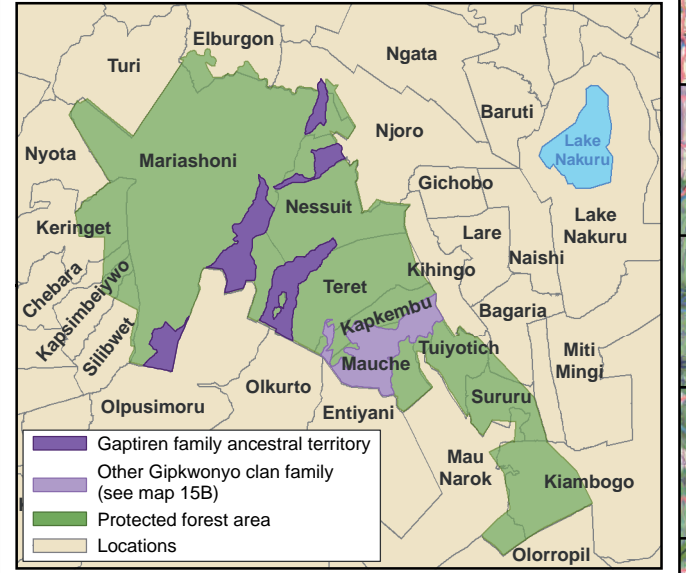 Elburgon
Ngata
Turi
Baruti
Njoro
Lake
Nakuru
Nyota
Mariashoni
Gichobo
Nessuit
Lake
Nakuru
Keringet
Lare
Naishi
Kihingo
Chebara
Kapsimbeiywo
Teret
Bagaria
Kapkembu
Silibwet
Tuiyotich
Miti
Mingi
Mauche
Olkurto
Sururu
Olpusimoru
Entiyani
Mau
Narok
Kiambogo
Olorropil
Gaptiren family ancestral territory
Other Gipkwonyo clan family
(see map 15B)
Protected forest area
Locations